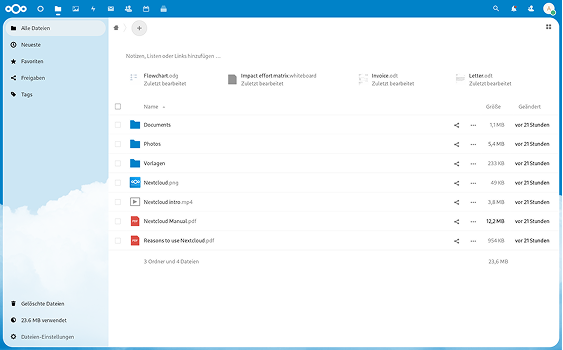 Alle Dateien
Neueste
Favoriten
Freigaben
Tags
Gelöschte Dateien
23.6 MB verwendet
Dateien-Einstellungen
A
Notizen, Listen oder Links hinzufügen ...
Flowchart.odg
Zuletzt bearbeitet
Impact effort matrix.whiteboard
Zuletzt bearbeitet
Invoice.odt
Zuletzt bearbeitet
Letter.odt
Zuletzt bearbeitet
Name Größe Geändert
Documents 1,1 MB vor 21 Stunden
Photos 5,4 MB vor 21 Stunden
Vorlagen 233 KB vor 21 Stunden
Nextcloud.png 49 KB vor 21 Stunden
Nextcloud intro.mp4 3,8 MB vor 21 Stunden
PDF Nextcloud Manual.pdf 12,2 MB vor 21 Stunden
PDF Reasons to use Nextcloud.pdf 954 KB vor 21 Stunden
3 Ordner und 4 Dateien 23,6 MB